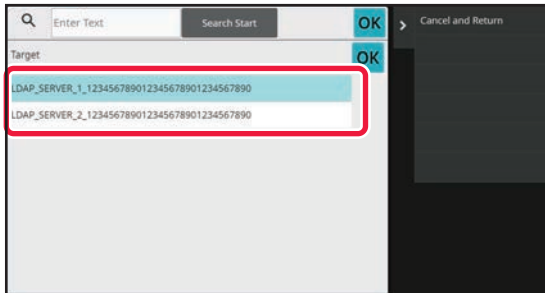 Enter Text Search Start OK
Cancel and Return
Target OK
LDAP_SERVER_1_123456789012345678901234567890
LDAP_SERVER_2_123456789012345678901234567890